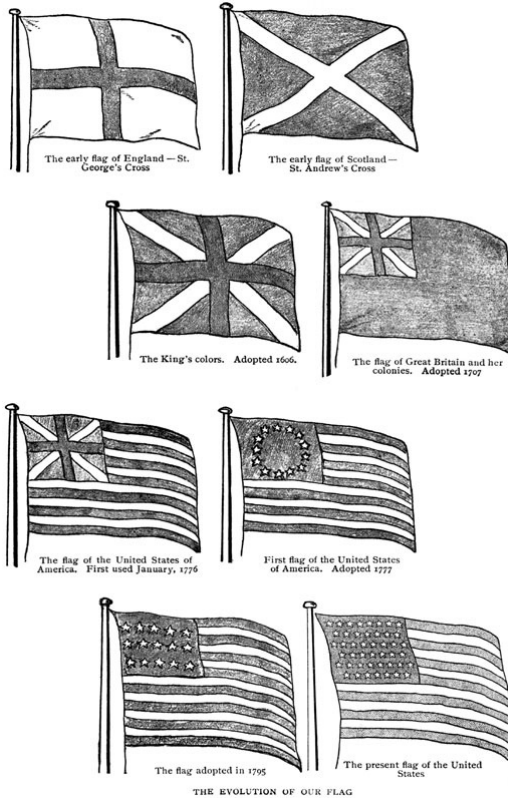 The early flag of England — St.
George's Cross
The early flag of Scotland —
St. Andrew's Cross
The King's colors. Adopted 1606.
The flag of Great Britain and her
colonies. Adopted 1707
The flag of the United States of
America. First used January, 1776
First flag of the United States
of America. Adopted 1777
The flag adopted in 1795
The present flag of the United
States
THE EVOLUTION OF OUR FLAG